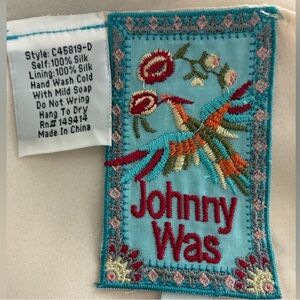 Style: C45819-D
Self:100% Silk
Lining:100% Silk
Hand Wash Cold
With Mild Soap
Do Not Wring
Hang To Dry
Rn# 149414
Made In China
Johnny
Was